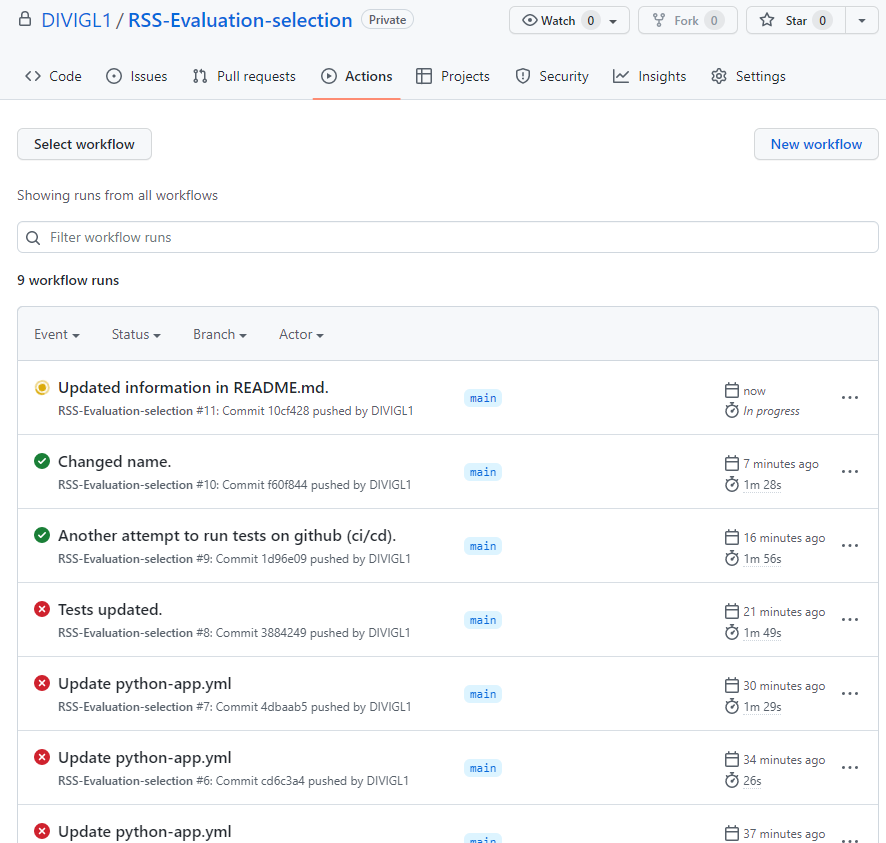 DIVIGL1 / RSS-Evaluation-selection Private Watch 0 Fork 0 Star 0
Code Issues Pull requests Actions Projects Security Insights Settings
Select workflow New workflow
Showing runs from all workflows
Filter workflow runs
9 workflow runs
Event Status Branch Actor
Updated information in README.md.
RSS-Evaluation-selection #11: Commit 10cf428 pushed by DIVIGL1
main
now
In progress
Changed name.
RSS-Evaluation-selection #10: Commit f60f844 pushed by DIVIGL1
main
7 minutes ago
1m 28s
Another attempt to run tests on github (ci/cd).
RSS-Evaluation-selection #9: Commit 1d96e09 pushed by DIVIGL1
main
16 minutes ago
1m 56s
Tests updated.
RSS-Evaluation-selection #8: Commit 3884249 pushed by DIVIGL1
main
21 minutes ago
1m 49s
Update python-app.yml
RSS-Evaluation-selection #7: Commit 4dbaab5 pushed by DIVIGL1
main
30 minutes ago
1m 29s
Update python-app.yml
RSS-Evaluation-selection #6: Commit cd6c3a4 pushed by DIVIGL1
main
34 minutes ago
26s
Update python-app.yml
main
37 minutes ago